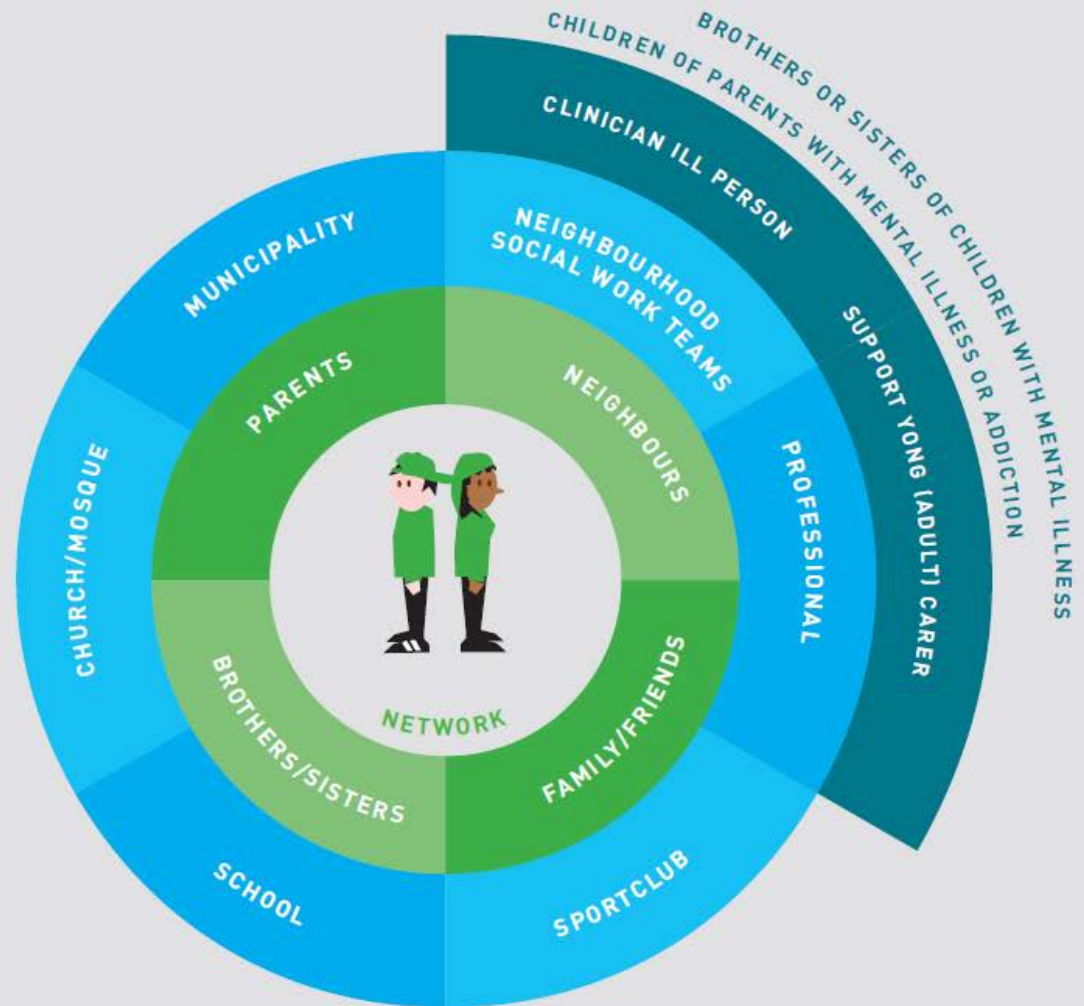 BROTHERS OR SISTERS OF CHILDREN WITH MENTAL ILLNESS
CHILDREN OF PARENTS WITH MENTAL ILLNESS OR ADDICTION
CLINICIAN ILL PERSON
SUPPORT YONG (ADULT) CARER
MUNICIPALITY
NEIGHBOURHOOD
SOCIAL WORK TEAMS
PROFESSIONAL
SPORTCLUB
SCHOOL
CHURCH/MOSQUE
PARENTS
NEIGHBOURS
FAMILY/FRIENDS
BROTHERS/SISTERS
NETWORK